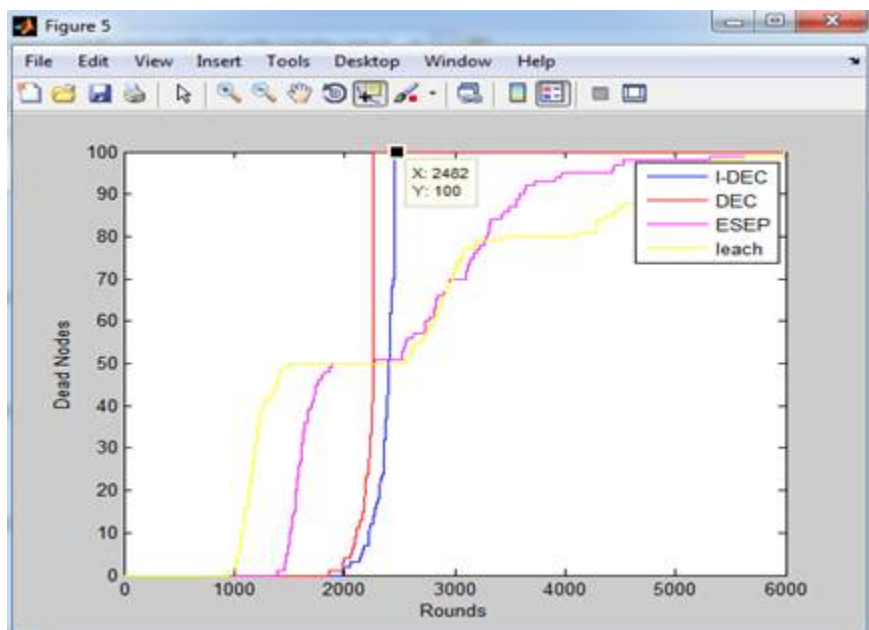 Figure 5
File Edit View Insert Tools Desktop Window Help
100
90
80
70
60
50
40
30
20
10
0
Dead Nodes
X: 2482
Y: 100
I-DEC
DEC
ESEP
leach
0 1000 2000 3000 4000 5000 6000
Rounds